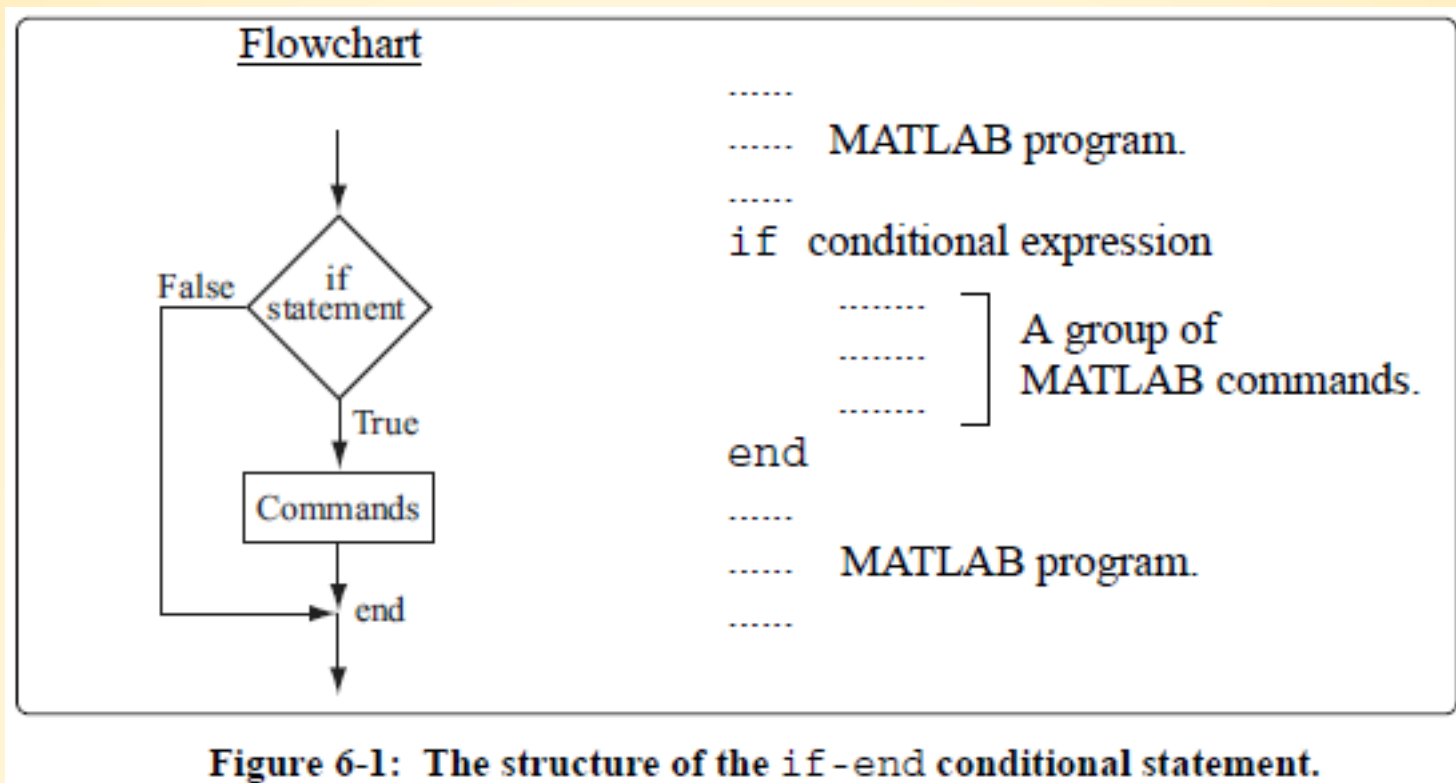 Flowchart
if
statement
False
True
Commands
end
......
...... MATLAB program.
......
if conditional expression
........
........
........
A group of
MATLAB commands.
end
......
...... MATLAB program.
......
Figure 6-1: The structure of the if-end conditional statement.